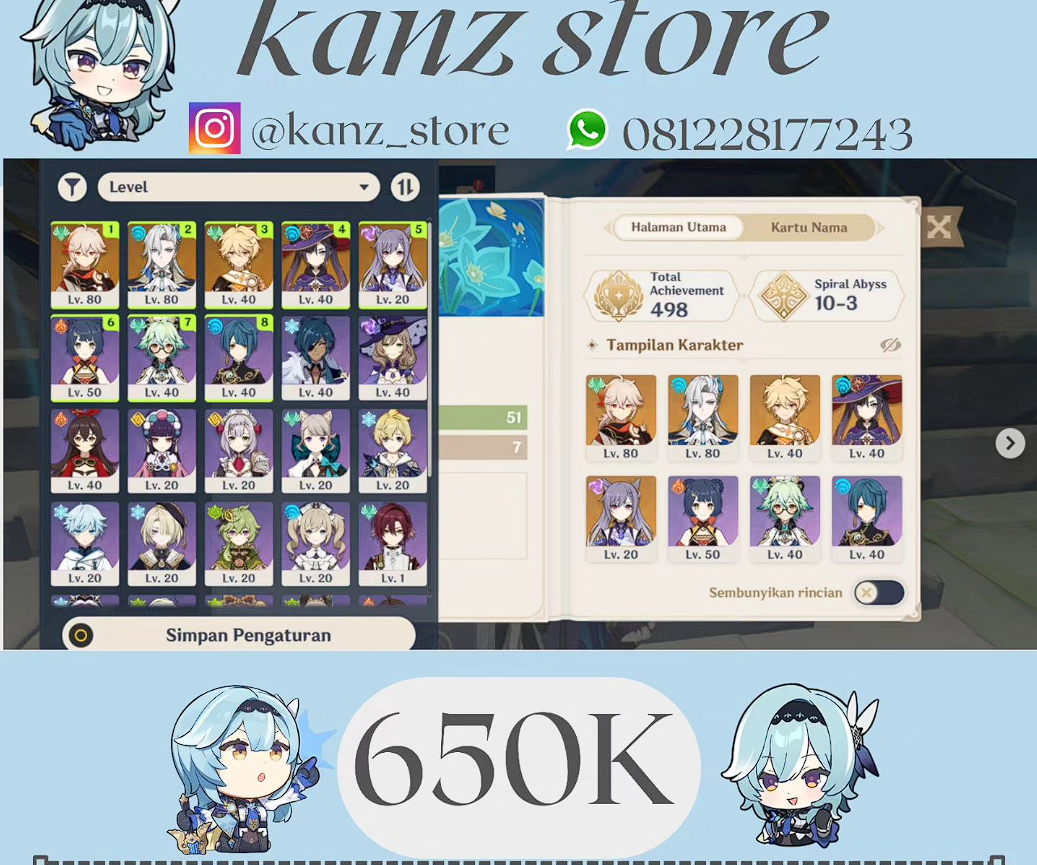 kanz store
@kanz_store 081228177243
Level
1 2 3 4 5
Lv. 80 Lv. 80 Lv. 40 Lv. 40 Lv. 20
6 7 8
Lv. 50 Lv. 40 Lv. 40 Lv. 40 Lv. 40
Lv. 40 Lv. 20 Lv. 20 Lv. 20 Lv. 20
Lv. 20 Lv. 20 Lv. 20 Lv. 20 Lv. 1
Simpan Pengaturan
51
7
Halaman Utama Kartu Nama
Total
Achievement
498
Spiral Abyss
10-3
Tampilan Karakter
Lv. 80 Lv. 80 Lv. 40 Lv. 40
Lv. 20 Lv. 50 Lv. 40 Lv. 40
Sembunyikan rincian
650K